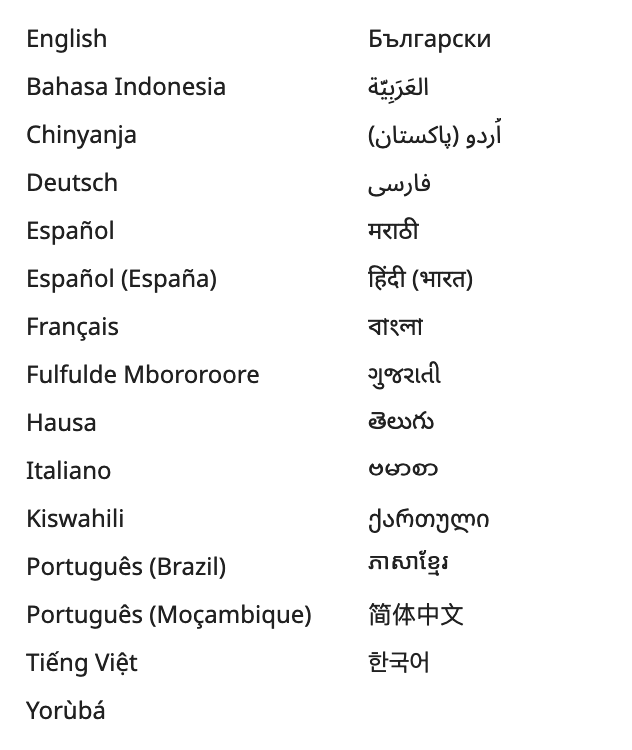 English
Bahasa Indonesia
Chinyanja
Deutsch
Español
Español (España)
Français
Fulfulde Mbororoore
Hausa
Italiano
Kiswahili
Português (Brazil)
Português (Moçambique)
Tiếng Việt
Yorùbá
Български
العَرَبِيّة
اُردو (پاکستان)
فارسی
मराठी
हिंदी (भारत)
বাংলা
ગુજરાતી
తెలుగు
ဗမာစာ
ქართული
ភាសាខ្មែរ
简体中文
한국어